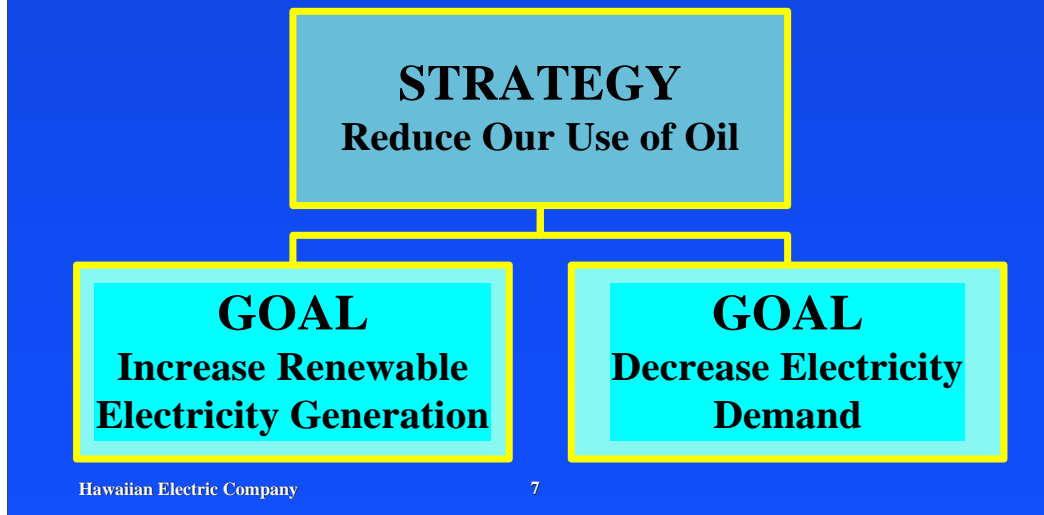 STRATEGY
Reduce Our Use of Oil
GOAL
Increase Renewable
Electricity Generation
GOAL
Decrease Electricity
Demand
Hawaiian Electric Company
7